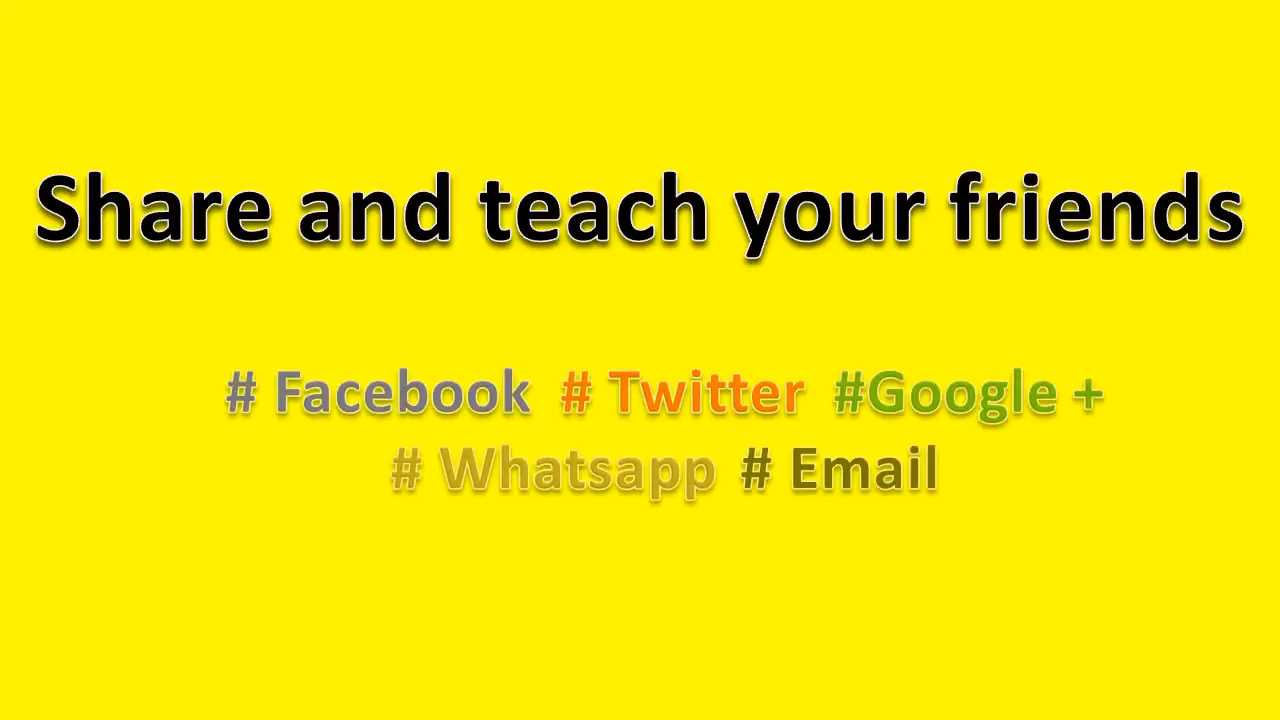 Share and teach your friends
# Facebook # Twitter #Google +
# Whatsapp # Email